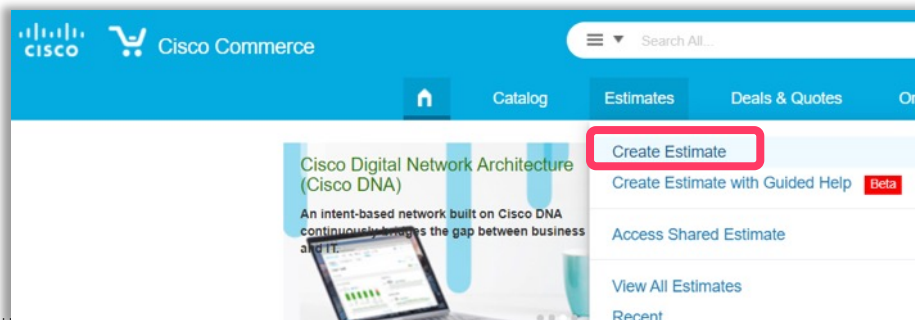 CISCO
Cisco Commerce
Search All...
Catalog
Estimates
Deals & Quotes
Create Estimate
Create Estimate with Guided Help
Beta
Access Shared Estimate
View All Estimates
Recent
Cisco Digital Network Architecture
(Cisco DNA)
An intent-based network built on Cisco DNA
continuously bridges the gap between business
and IT.